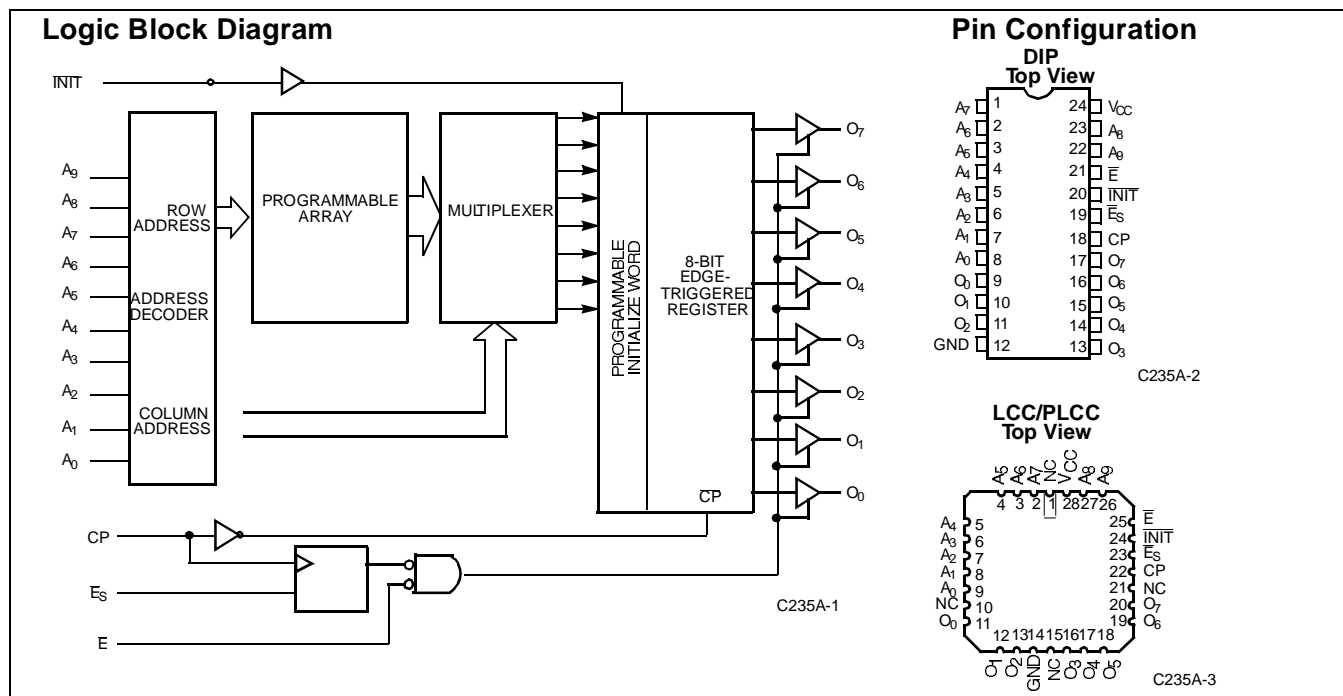 Logic Block Diagram
INIT
A9
A8
A7
A6
A5
A4
A3
A2
A1
A0
ROW
ADDRESS
ADDRESS
DECODER
COLUMN
ADDRESS
PROGRAMMABLE
ARRAY
MULTIPLEXER
PROGRAMMABLE
INITIALIZE WORD
8-BIT
EDGE-
TRIGGERED
REGISTER
CP
O7
O6
O5
O4
O3
O2
O1
O0
CP
ES
E
C235A-1
Pin Configuration
DIP
Top View
A7 1 24 VCC
A6 2 23 A8
A5 3 22 A9
A4 4 21 E
A3 5 20 INIT
A2 6 19 ES
A1 7 18 CP
A0 8 17 O7
O0 9 16 O6
O1 10 15 O5
O2 11 14 O4
GND 12 13 O3
C235A-2
LCC/PLCC
Top View
A5 A6 A7 NC VCC A8 A9
4 3 2 1 28 27 26
A4 5 25 E
A3 6 24 INIT
A2 7 23 ES
A1 8 22 CP
A0 9 21 NC
NC 10 20 O7
O0 11 19 O6
12 13 14 15 16 17 18
O1 O2 GND NC O3 O4 O5
C235A-3